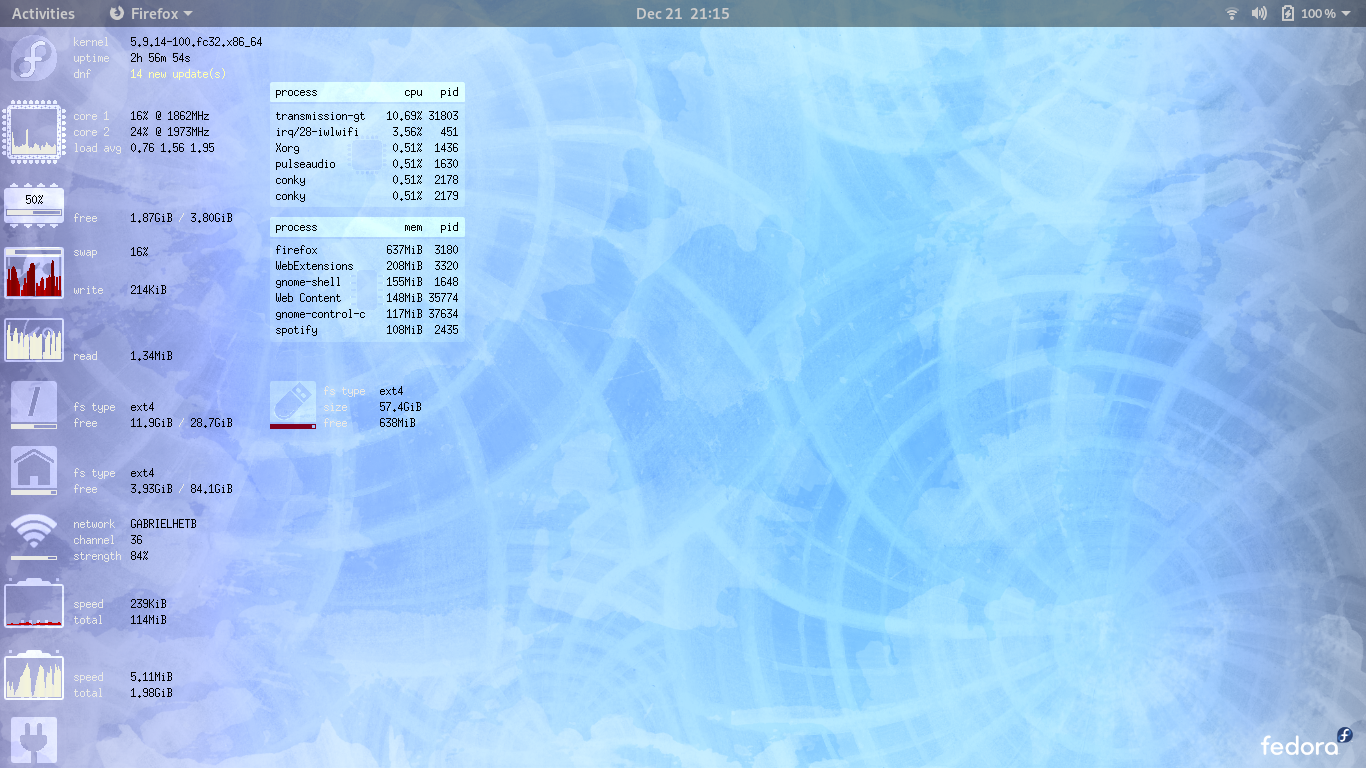 Activities Firefox Dec 21 21:15 100 %
kernel 5.9.14-100.fc32.x86_64
uptime 2h 56m 54s
dnf 14 new update(s)
core 1 16% @ 1862MHz
core 2 24% @ 1973MHz
load avg 0.76 1.56 1.95
50%
free 1.87GiB / 3.80GiB
swap 16%
write 214KiB
read 1.34MiB
fs type ext4
free 11.9GiB / 28.7GiB
fs type ext4
free 3.93GiB / 84.1GiB
network GABRIELHETB
channel 36
strength 84%
speed 239KiB
total 114MiB
speed 5.11MiB
total 1.98GiB
process cpu pid
transmission-gt 10.69% 31803
irq/28-iwlwifi 3.56% 451
Xorg 0.51% 1436
pulseaudio 0.51% 1630
conky 0.51% 2178
conky 0.51% 2179
process mem pid
firefox 637MiB 3180
WebExtensions 208MiB 3320
gnome-shell 155MiB 1648
Web Content 148MiB 35774
gnome-control-c 117MiB 37634
spotify 108MiB 2435
fs type ext4
size 57.4GiB
free 638MiB
fedora